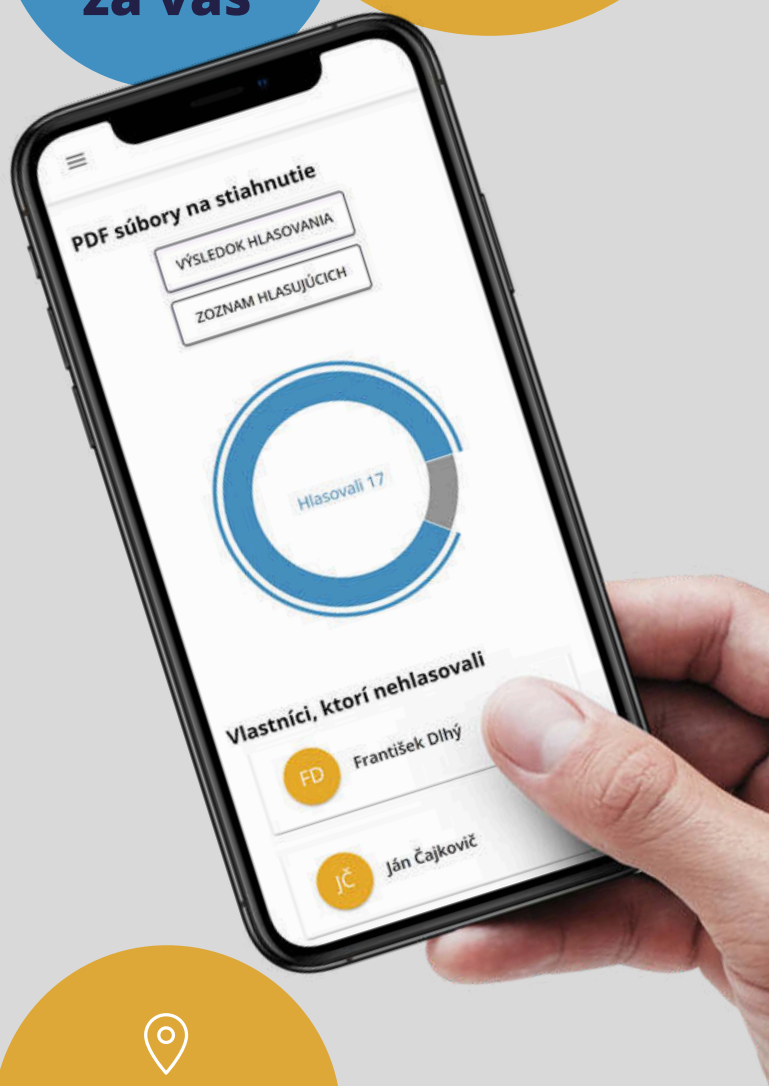 za vás
PDF súbory na stiahnutie
VÝSLEDOK HLASOVANIA
ZOZNAM HLASUJÚCICH
Hlasovali 17
Vlastníci, ktorí nehlasovali
FD
František Dlhý
JČ
Ján Čajkovič